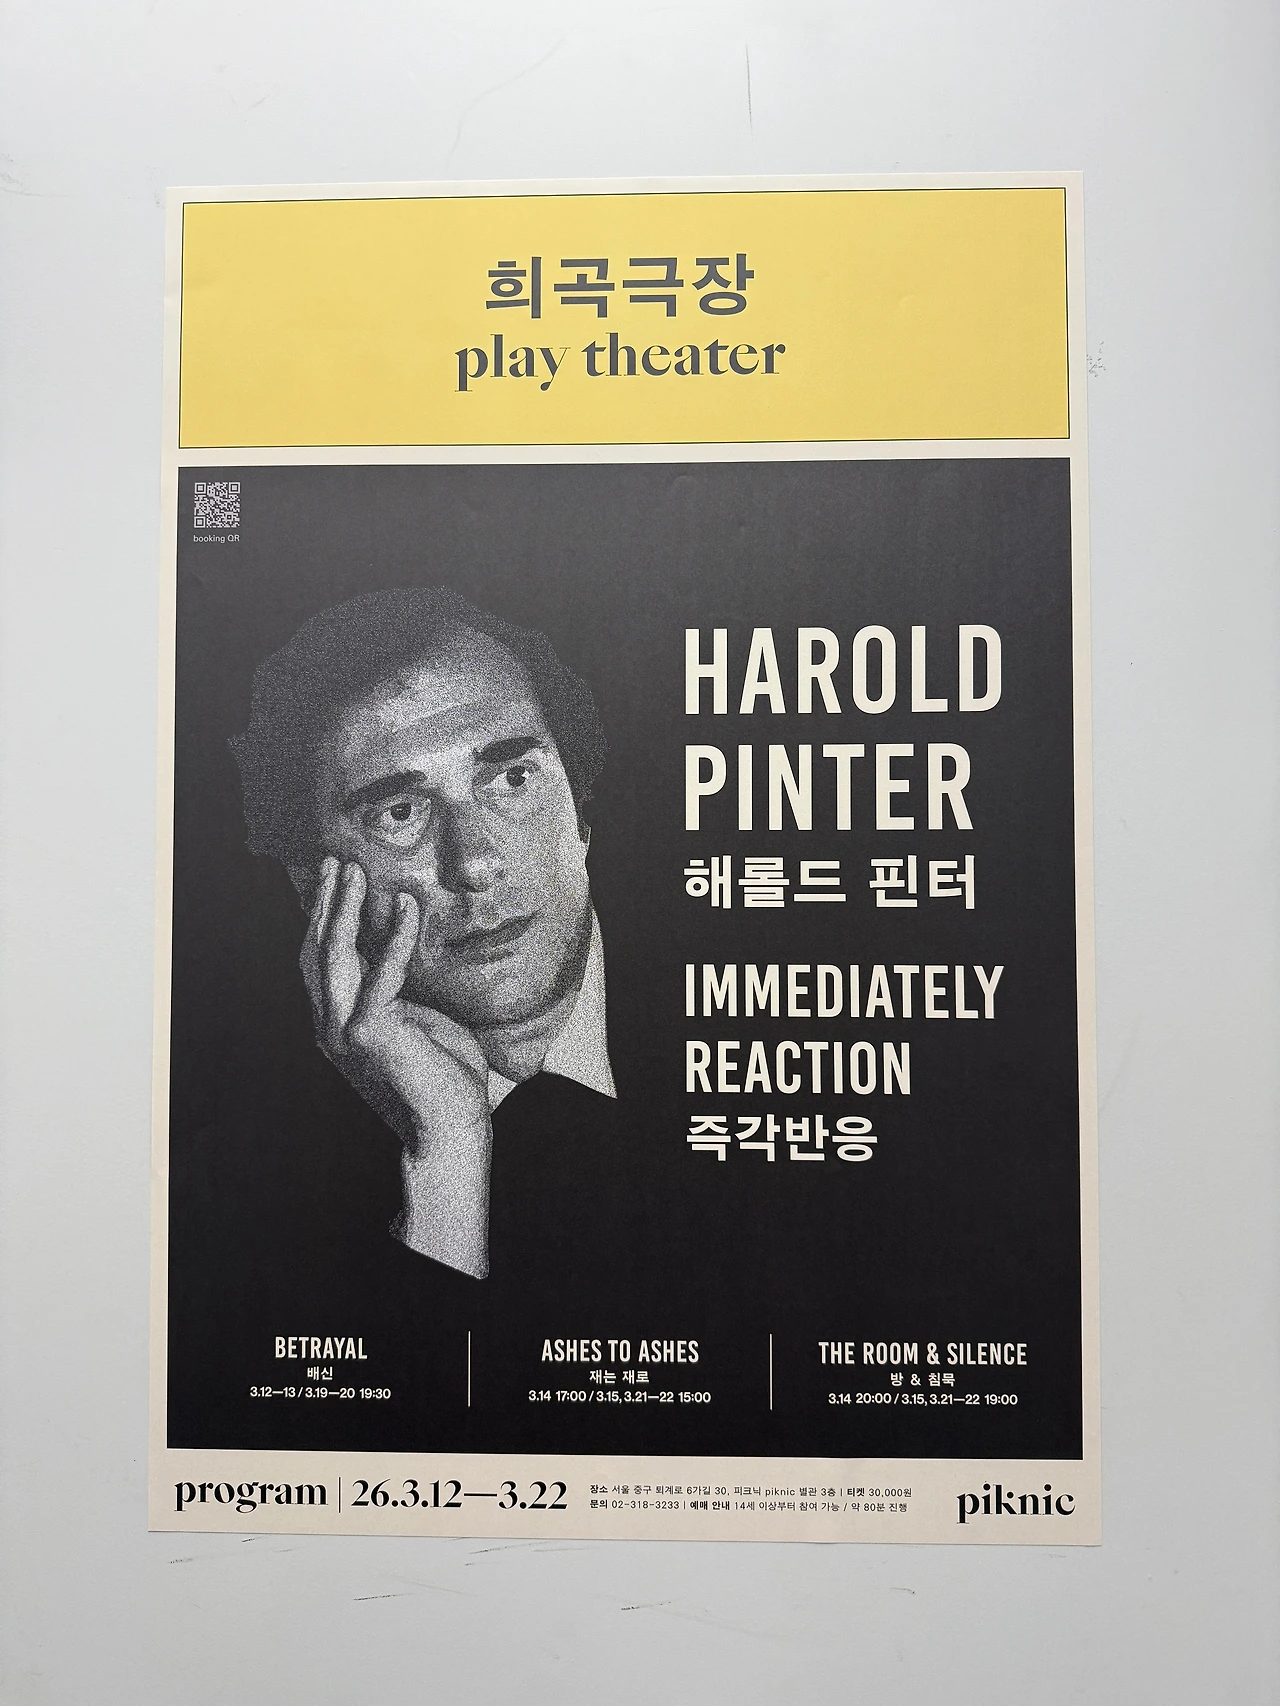 희곡극장
play theater
booking QR
HAROLD
PINTER
해롤드 핀터
IMMEDIATELY
REACTION
즉각반응
BETRAYAL
배신
3.12—13 / 3.19—20 19:30
ASHES TO ASHES
재는 재로
3.14 17:00 / 3.15, 3.21—22 15:00
THE ROOM & SILENCE
방 & 침묵
3.14 20:00 / 3.15, 3.21—22 19:00
program | 26.3.12—3.22
장소 서울 중구 퇴계로 6가길 30, 피크닉 piknic 별관 3층 | 티켓 30,000원
문의 02-318-3233 | 예매 안내 14세 이상부터 참여 가능 / 약 80분 진행
piknic